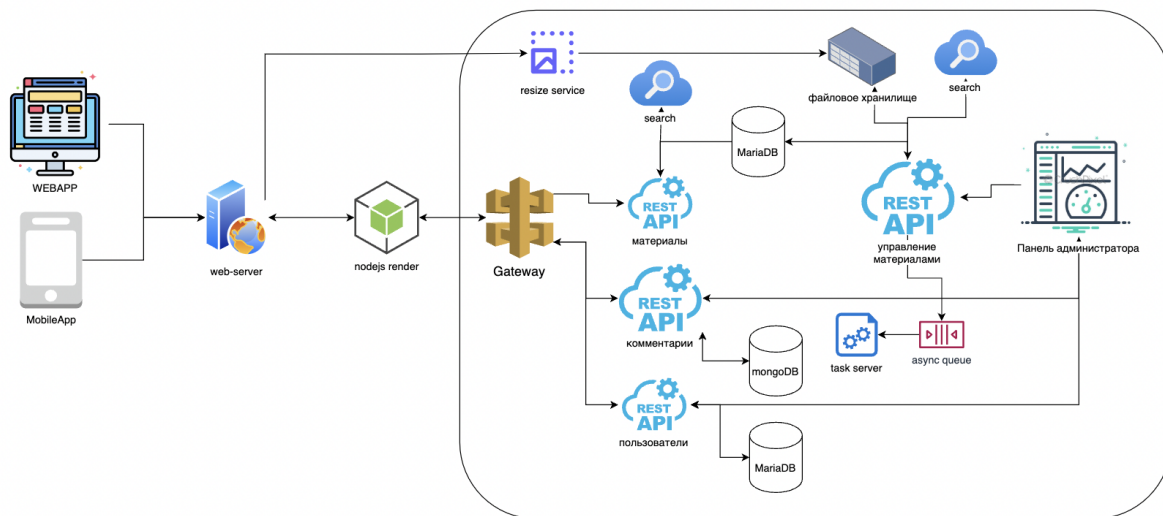 resize service
файловое хранилище
search
search
MariaDB
WEBAPP
REST
API
материалы
REST
API
управление
материалами
Панель администратора
web-server
nodejs render
Gateway
MobileApp
REST
API
комментарии
mongoDB
task server
async queue
REST
API
пользователи
MariaDB